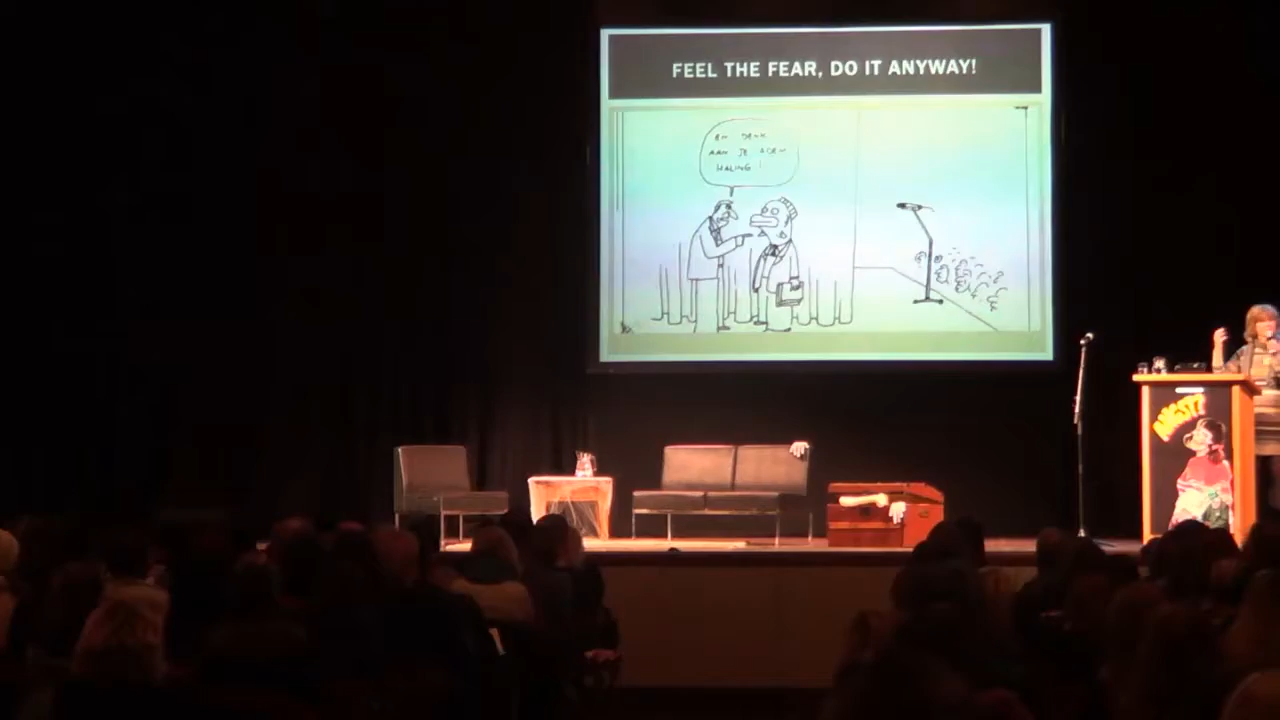 FEEL THE FEAR, DO IT ANYWAY!
EN DENK
AAN JE ADEM
HALING !
ANGST?